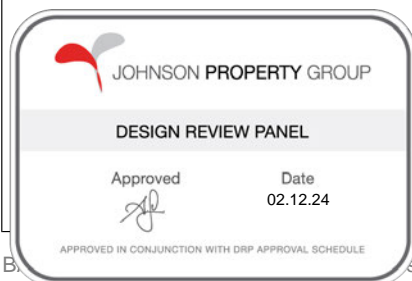 JOHNSON PROPERTY GROUP
DESIGN REVIEW PANEL
Approved Date
02.12.24
APPROVED IN CONJUNCTION WITH DRP APPROVAL SCHEDULE